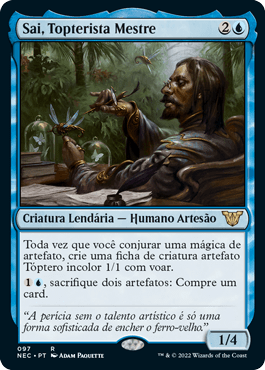 Sai, Topterista Mestre 2
Criatura Lendária — Humano Artesão
Toda vez que você conjurar uma mágica de
artefato, crie uma ficha de criatura artefato
Tóptero incolor 1/1 com voar.
1, sacrifique dois artefatos: Compre um
card.
“A perícia sem o talento artístico é só uma
forma sofisticada de encher o ferro-velho.”
1/4
097 R
NEC • PT ADAM PAQUETTE
™ & © 2022 Wizards of the Coast